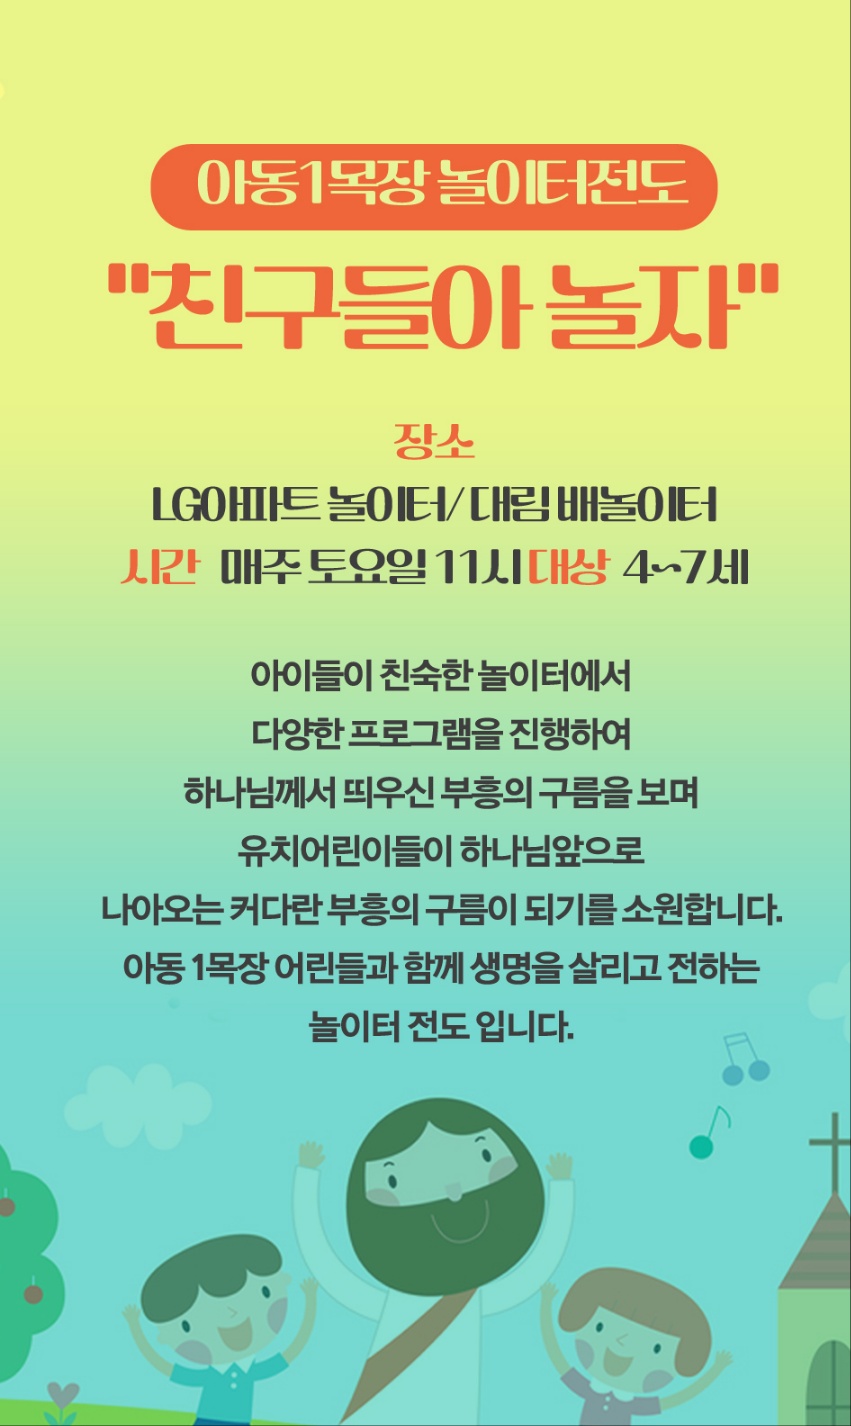 아동1목장 놀이터전도
"친구들아 놀자"
장소
LG아파트 놀이터/ 대림 배놀이터
시간 매주 토요일 11시 대상 4~7세
아이들이 친숙한 놀이터에서
다양한 프로그램을 진행하여
하나님께서 띄우신 부흥의 구름을 보며
유치어린이들이 하나님앞으로
나아오는 커다란 부흥의 구름이 되기를 소원합니다.
아동 1목장 어린들과 함께 생명을 살리고 전하는
놀이터 전도 입니다.